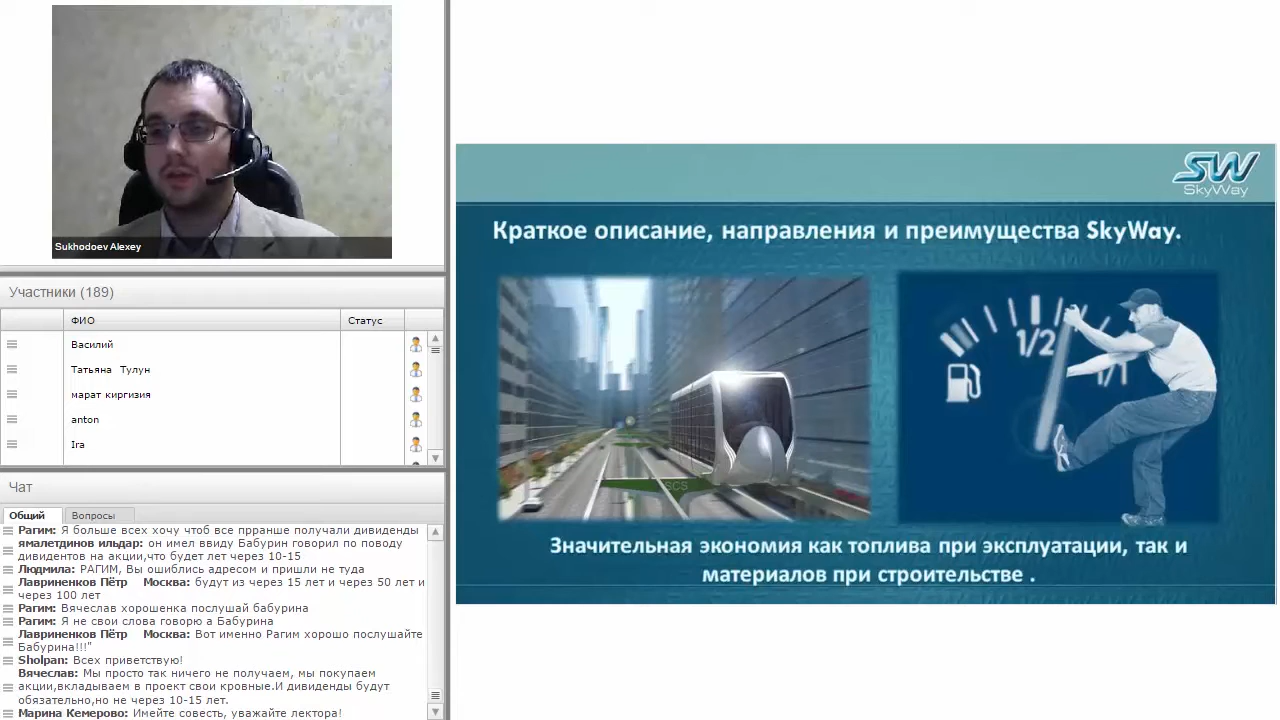 Sukhodoev Alexey
Участники (189)
ФИО
Статус
Василий
Татьяна Тулун
марат киргизия
anton
Ira
Чат
Общий
Вопросы
Рагим: Я больше всех хочу чтоб все прранше получали дивиденды
ямалетдинов ильдар: он имел ввиду Бабурин говорил по поводу
дивидентов на акции,что будет лет через 10-15
Людмила: РАГИМ, Вы ошиблись адресом и пришли не туда
Лавриненков Пётр Москва: будут из через 15 лет и через 50 лет и
через 100 лет
Рагим: Вячеслав хорошенка послушай бабурина
Рагим: Я не свои слова говорю а Бабурина
Лавриненков Пётр Москва: Вот именно Рагим хорошо послушайте
Бабурина!!!"
Sholpan: Всех приветствую!
Вячеслав: Мы просто так ничего не получаем, мы покупаем
акции,вкладываем в проект свои кровные.И дивиденды будут
обязательно,но не через 10-15 лет.
Марина Кемерово: Имейте совесть, уважайте лектора!
SW
SkyWay
Краткое описание, направления и преимущества SkyWay.
SCS
1/2
1/1
Значительная экономия как топлива при эксплуатации, так и
материалов при строительстве .